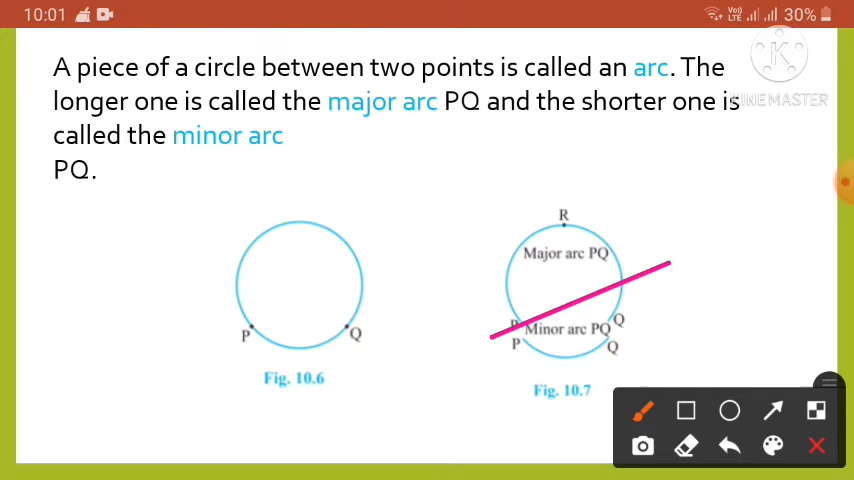 10:01
Vo)) LTE 30%
A piece of a circle between two points is called an arc. The
longer one is called the major arc PQ and the shorter one is
called the minor arc
PQ.
K
KINEMASTER
R
Major arc PQ
P Q
P Minor arc PQ Q
P Q
Fig. 10.6
Fig. 10.7